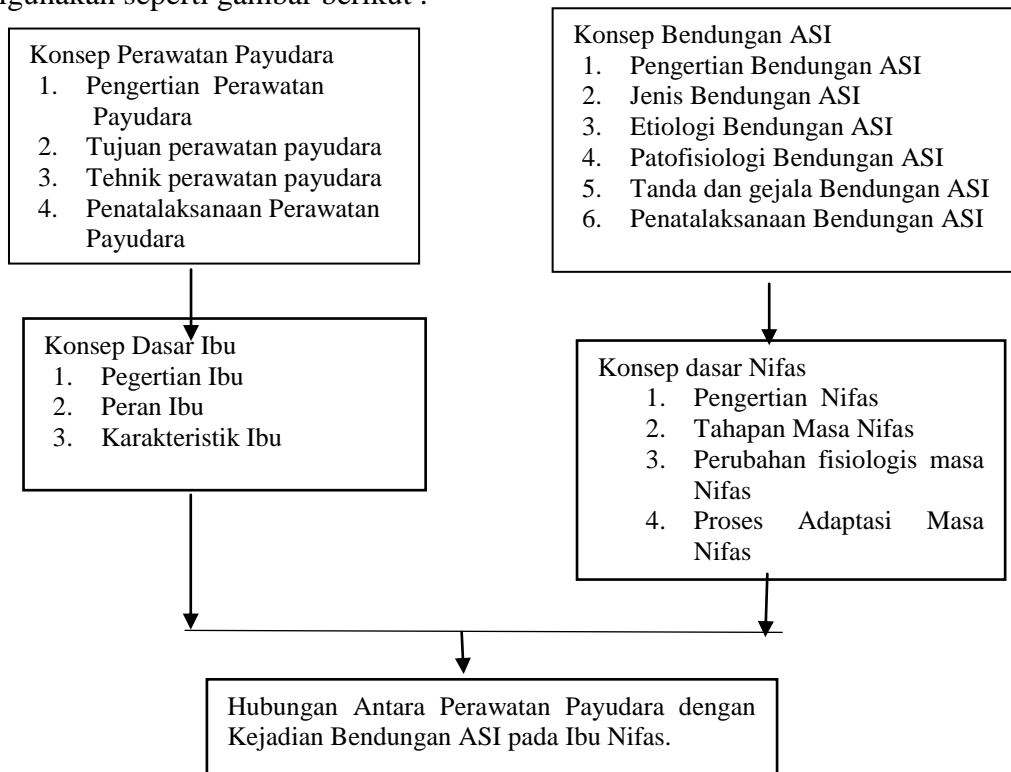 igunakan seperti gambar berikut :
Konsep Perawatan Payudara
1. Pengertian Perawatan
Payudara
2. Tujuan perawatan payudara
3. Tehnik perawatan payudara
4. Penatalaksanaan Perawatan
Payudara
Konsep Bendungan ASI
1. Pengertian Bendungan ASI
2. Jenis Bendungan ASI
3. Etiologi Bendungan ASI
4. Patofisiologi Bendungan ASI
5. Tanda dan gejala Bendungan ASI
6. Penatalaksanaan Bendungan ASI
Konsep Dasar Ibu
1. Pegertian Ibu
2. Peran Ibu
3. Karakteristik Ibu
Konsep dasar Nifas
1. Pengertian Nifas
2. Tahapan Masa Nifas
3. Perubahan fisiologis masa
Nifas
4. Proses Adaptasi Masa
Nifas
Hubungan Antara Perawatan Payudara dengan
Kejadian Bendungan ASI pada Ibu Nifas.